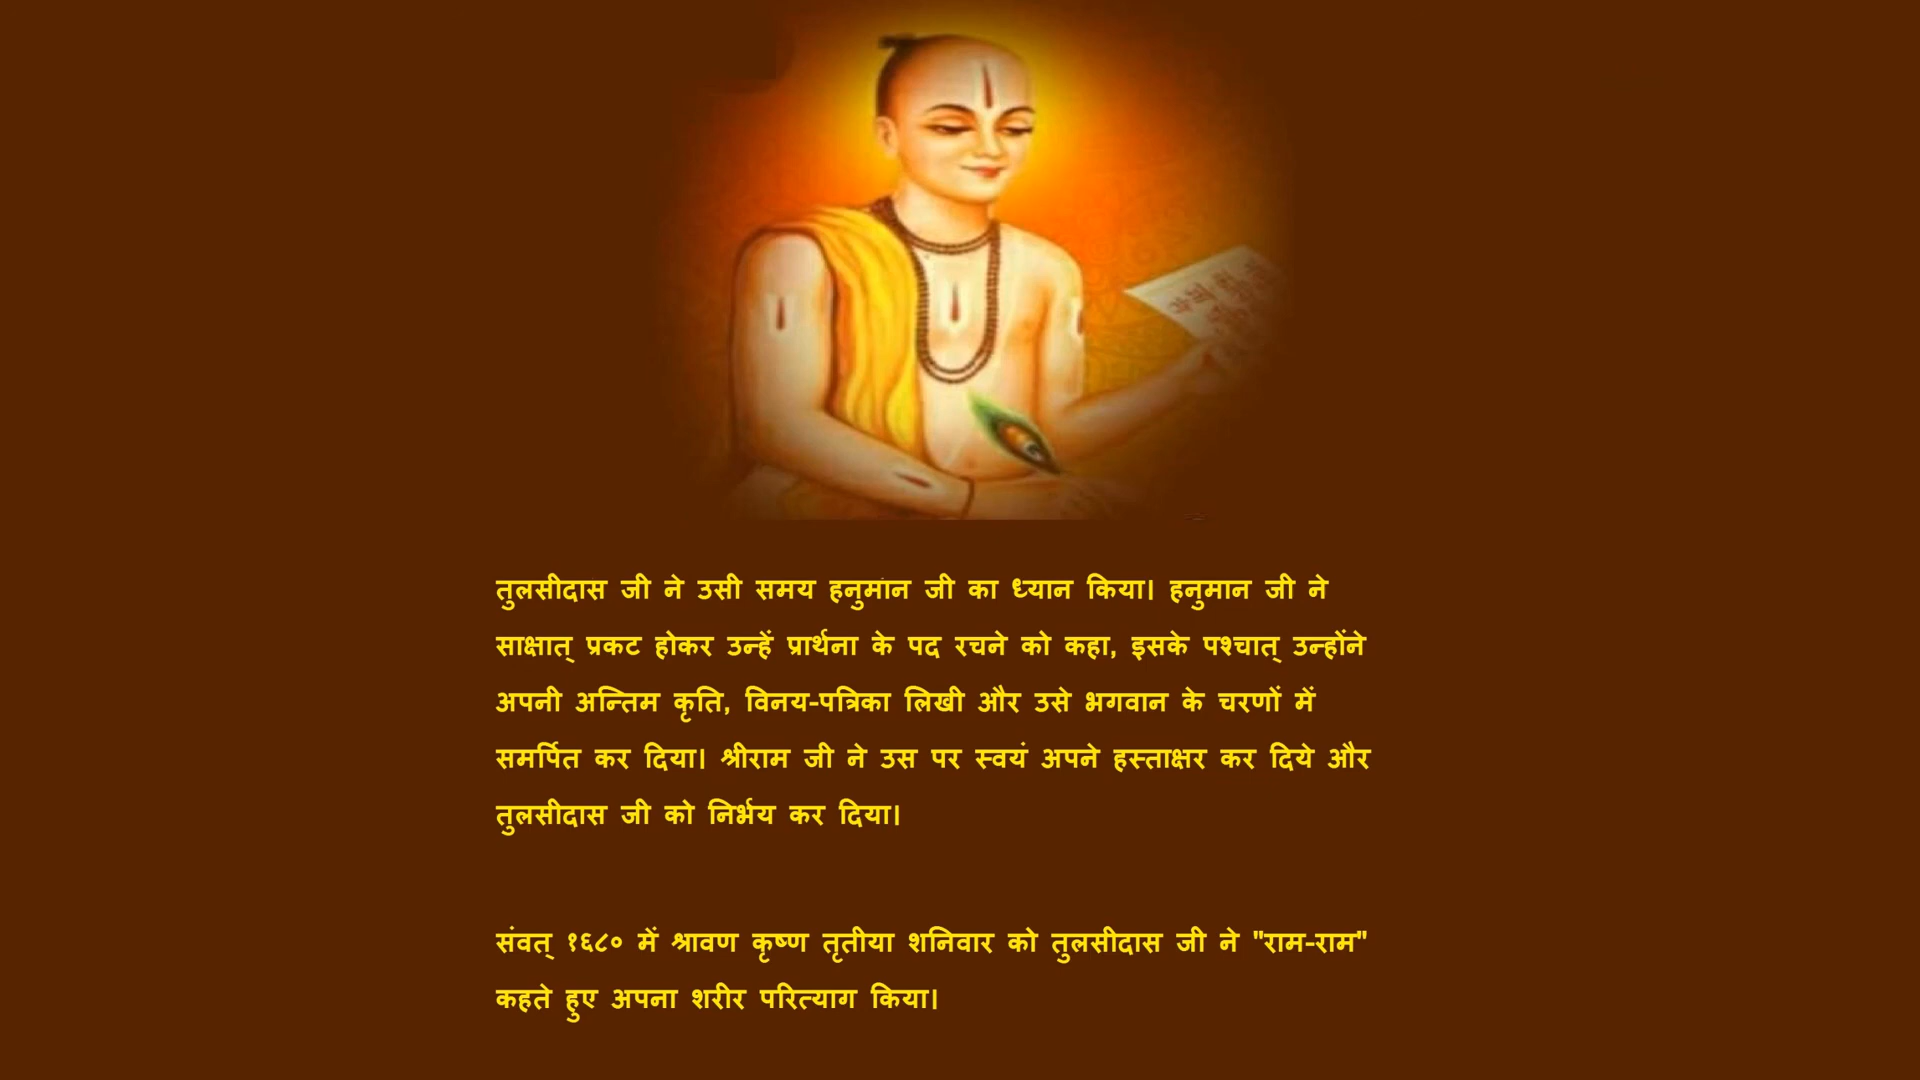 तुलसीदास जी ने उसी समय हनुमान जी का ध्यान किया। हनुमान जी ने
साक्षात् प्रकट होकर उन्हें प्रार्थना के पद रचने को कहा, इसके पश्चात् उन्होंने
अपनी अन्तिम कृति, विनय-पत्रिका लिखी और उसे भगवान के चरणों में
समर्पित कर दिया। श्रीराम जी ने उस पर स्वयं अपने हस्ताक्षर कर दिये और
तुलसीदास जी को निर्भय कर दिया।
संवत् १६८० में श्रावण कृष्ण तृतीया शनिवार को तुलसीदास जी ने "राम-राम"
कहते हुए अपना शरीर परित्याग किया।